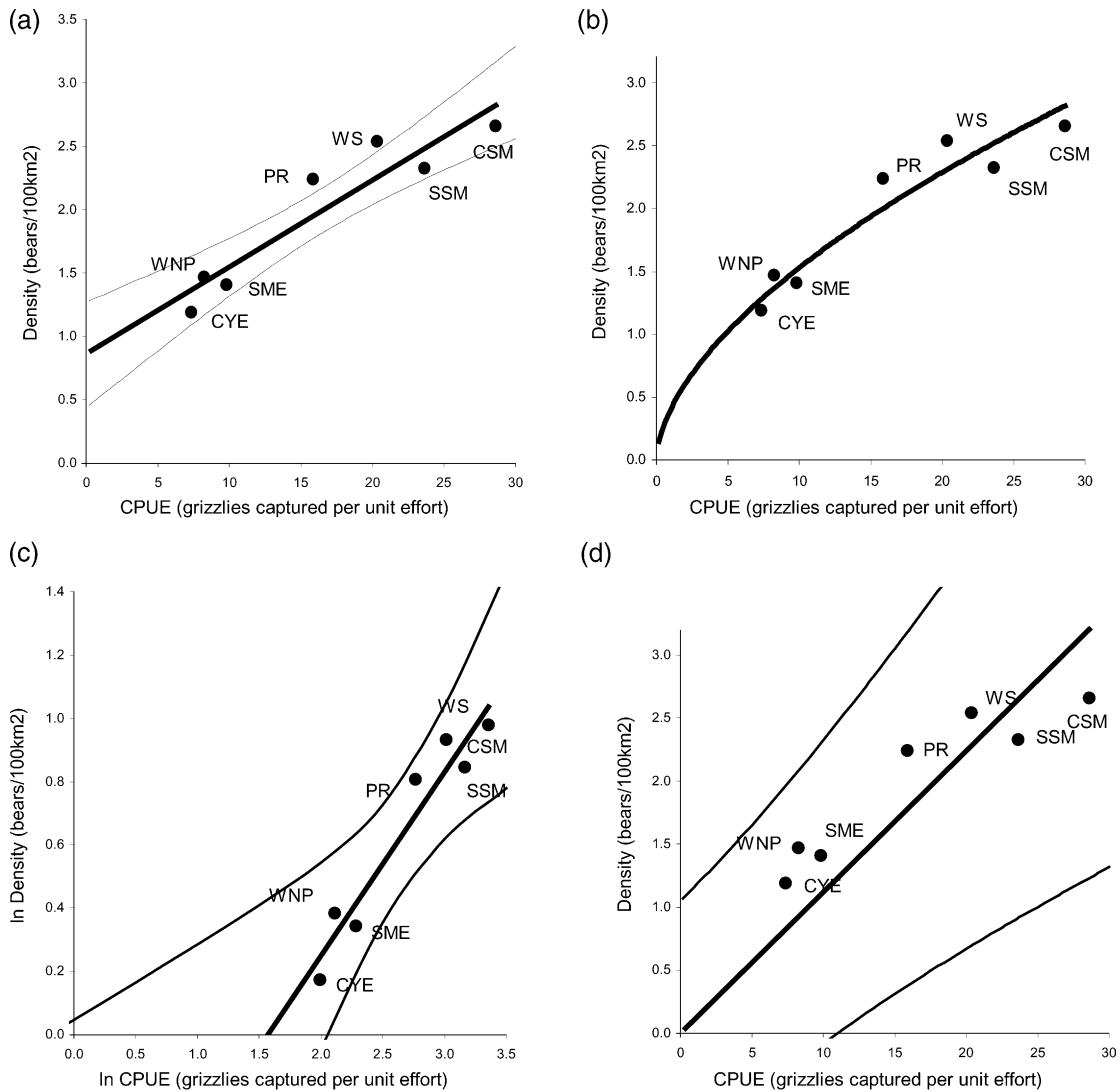 (a)
3.5
3.0
2.5
2.0
1.5
1.0
0.5
0.0
Density (bears/100km2)
WS
CSM
PR
SSM
WNP
SME
CYE
0 5 10 15 20 25 30
CPUE (grizzlies captured per unit effort)
(b)
3.0
2.5
2.0
1.5
1.0
0.5
0.0
Density (bears/100km2)
WS
CSM
PR
SSM
WNP
SME
CYE
0 5 10 15 20 25 30
CPUE (grizzlies captured per unit effort)
(c)
1.4
1.2
1.0
0.8
0.6
0.4
0.2
0.0
ln Density (bears/100km2)
WS
CSM
PR
SSM
WNP
SME
CYE
0.0 0.5 1.0 1.5 2.0 2.5 3.0 3.5
ln CPUE (grizzlies captured per unit effort)
(d)
3.0
2.5
2.0
1.5
1.0
0.5
0.0
Density (bears/100km2)
WS
CSM
PR
SSM
SME
WNP
CYE
0 5 10 15 20 25 30
CPUE (grizzlies captured per unit effort)